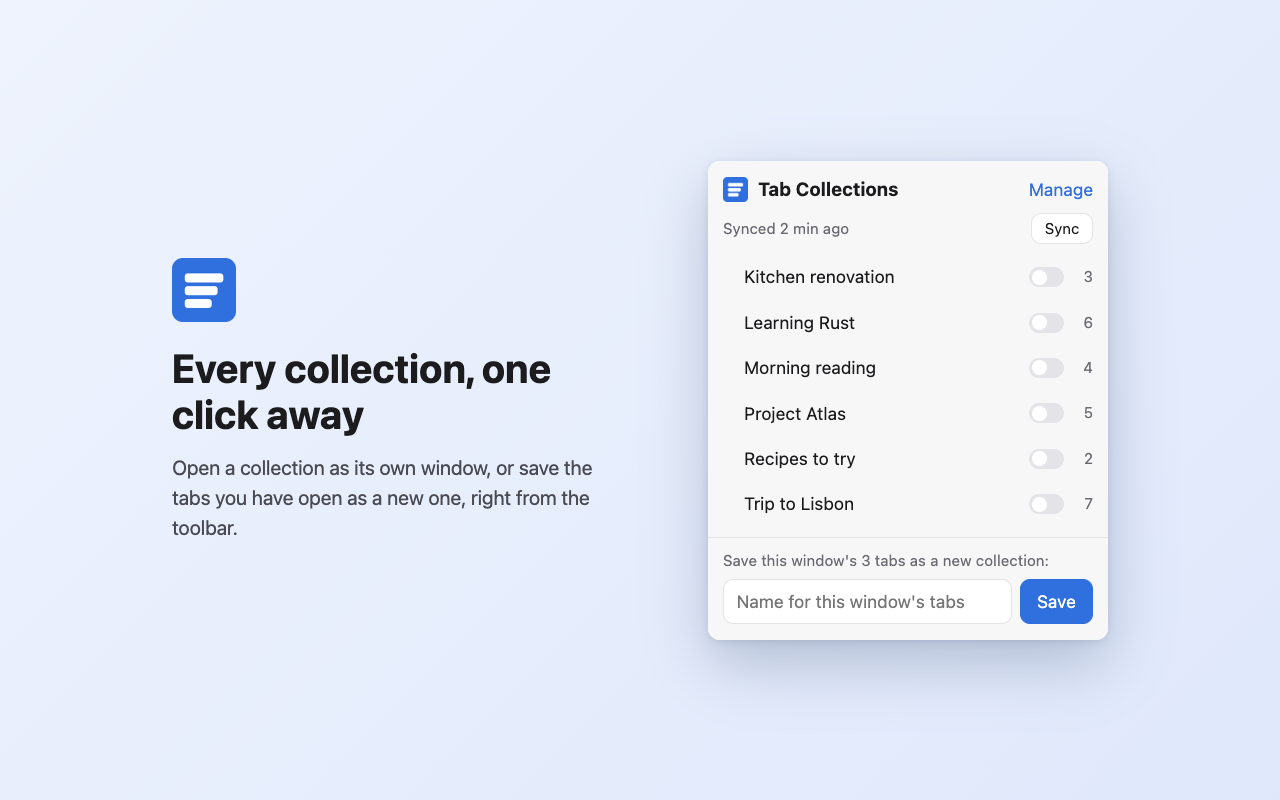 Every collection, one
click away
Open a collection as its own window, or save the
tabs you have open as a new one, right from the
toolbar.
Tab Collections Manage
Synced 2 min ago Sync
Kitchen renovation 3
Learning Rust 6
Morning reading 4
Project Atlas 5
Recipes to try 2
Trip to Lisbon 7
Save this window's 3 tabs as a new collection:
Name for this window's tabs Save